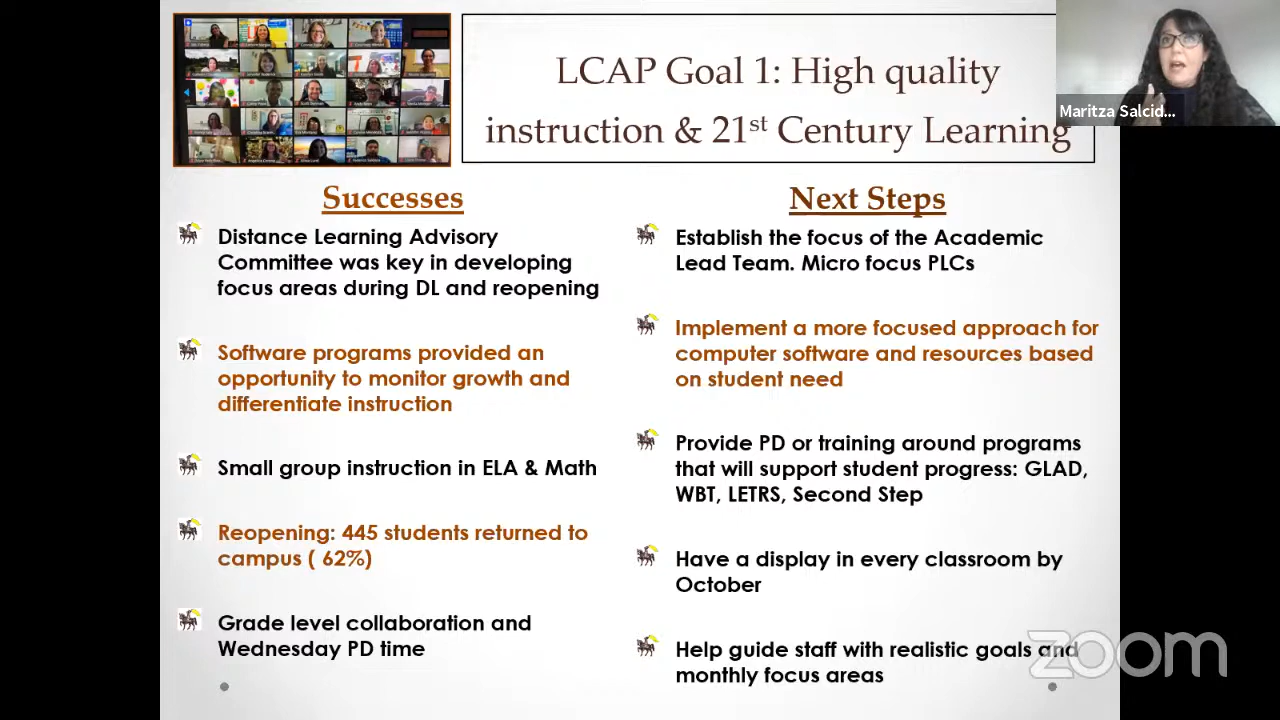 LCAP Goal 1: High quality
instruction & 21st Century Learning
Maritza Salcid...
Successes
Distance Learning Advisory
Committee was key in developing
focus areas during DL and reopening
Software programs provided an
opportunity to monitor growth and
differentiate instruction
Small group instruction in ELA & Math
Reopening: 445 students returned to
campus ( 62%)
Grade level collaboration and
Wednesday PD time
Next Steps
Establish the focus of the Academic
Lead Team. Micro focus PLCs
Implement a more focused approach for
computer software and resources based
on student need
Provide PD or training around programs
that will support student progress: GLAD,
WBT, LETRS, Second Step
Have a display in every classroom by
October
Help guide staff with realistic goals and
monthly focus areas
zoom